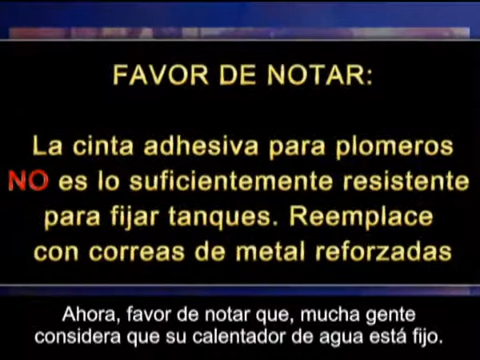 FAVOR DE NOTAR:
La cinta adhesiva para plomeros
NO es lo suficientemente resistente
para fijar tanques. Reemplace
con correas de metal reforzadas
Ahora, favor de notar que, mucha gente
considera que su calentador de agua está fijo.